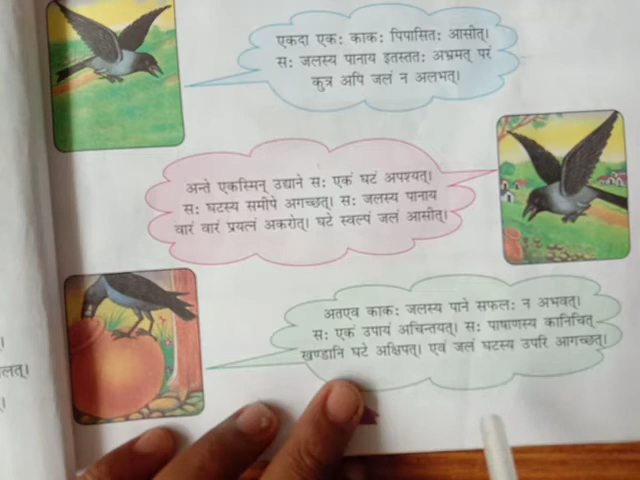 एकदा एकः काकः पिपासितः आसीत्।
सः जलस्य पानाय इतस्ततः अभ्रमत् परं
कुत्र अपि जलं न अलभत्।
अन्ते एकस्मिन् उद्याने सः एकं घटं अपश्यत्।
सः घटस्य समीपे अगच्छत्। सः जलस्य पानाय
वारं वारं प्रयत्नं अकरोत्। घटे स्वल्पं जलं आसीत्।
अतएव काकः जलस्य पाने सफलः न अभवत्।
सः एकं उपायं अचिन्तयत्। सः पाषाणस्य कानिचित्
खण्डानि घटे अक्षिपत्। एवं जलं घटस्य उपरि आगच्छत्।